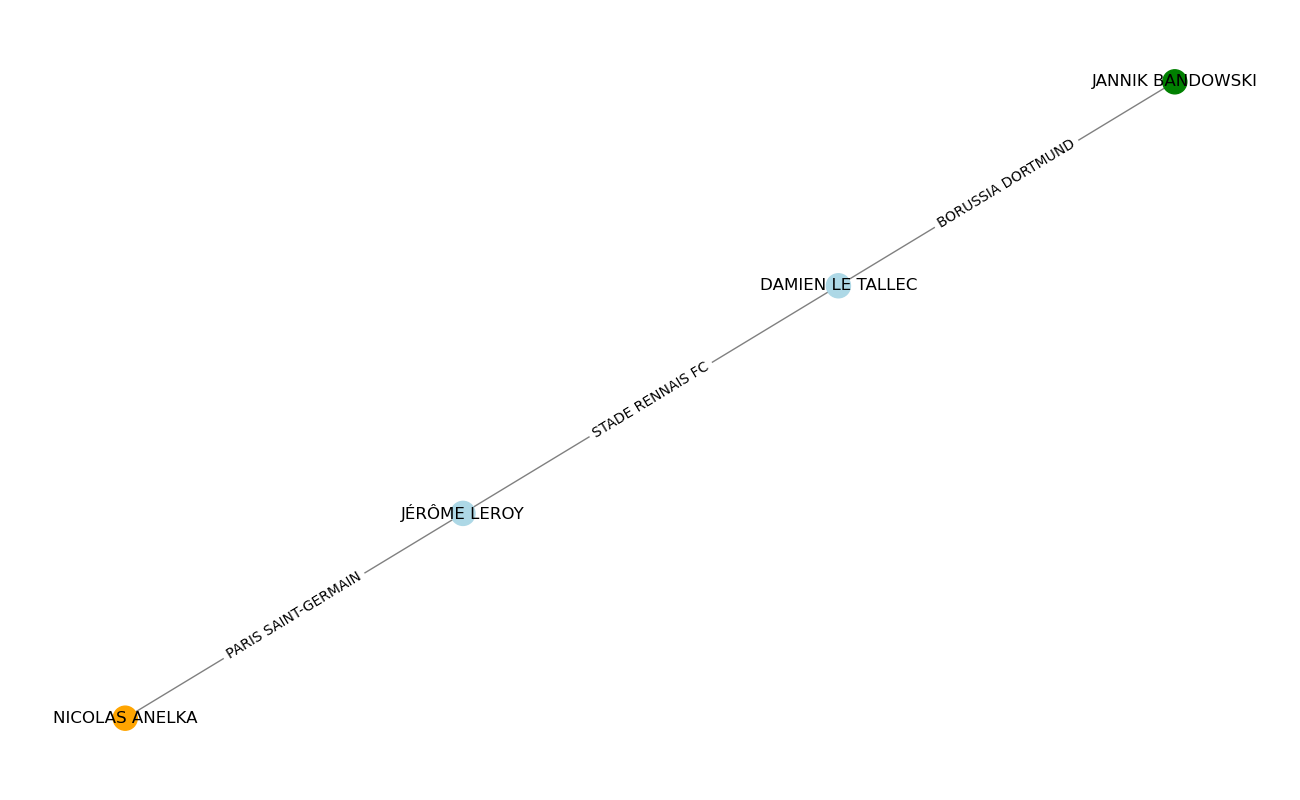 JANNIK BANDOWSKI
BORUSSIA DORTMUND
DAMIEN LE TALLEC
STADE RENNAIS FC
JÉRÔME LEROY
PARIS SAINT-GERMAIN
NICOLAS ANELKA